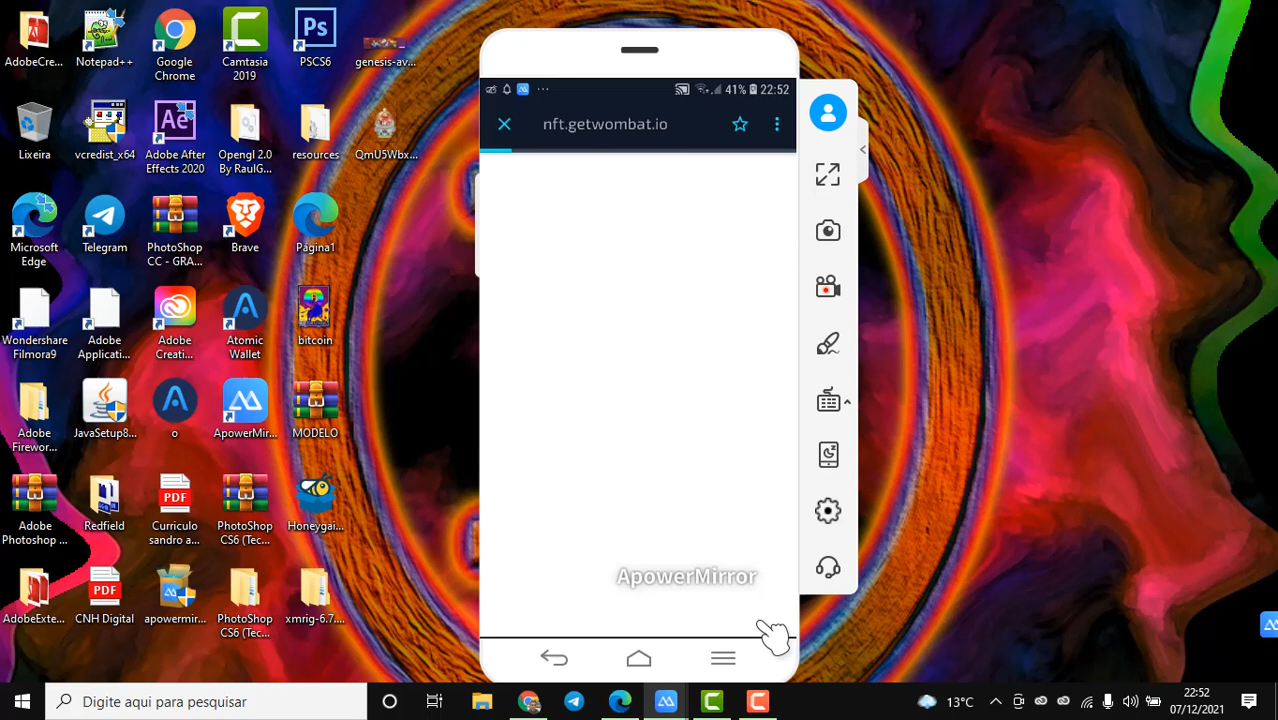 AdobeCre...
Notepad++
Google
Chrome
Camtasia
2019
PSCS6
genesis-av...
Lixeira
vcredist_x64
Adobe After
Effects 2020
Opengl 2.0
By RaulG...
resources
QmU5Wbx...
Microsoft
Edge
Telegram
PhotoShop
CC - GRA...
Brave
Página1
Wondershare
Filmora9
Adobe
Applicati...
Adobe
Creati...
Atomic
Wallet
bitcoin
Adobe
Firewor...
JavaSetup8...
o
ApowerMir...
MODELO
Adobe
Photoshop ...
Redfield
Curriculo
sandro a...
PhotoShop
CS6 (Tec...
Honeygai...
AdobeExte...
CNH Digital
apowermir...
PhotoShop
CS6 (Tec...
xmrig-6.7...
41% 22:52
nft.getwombat.io
ApowerMirror
Digite aqui para pesquisar
13°C
22:52
07/12/2021